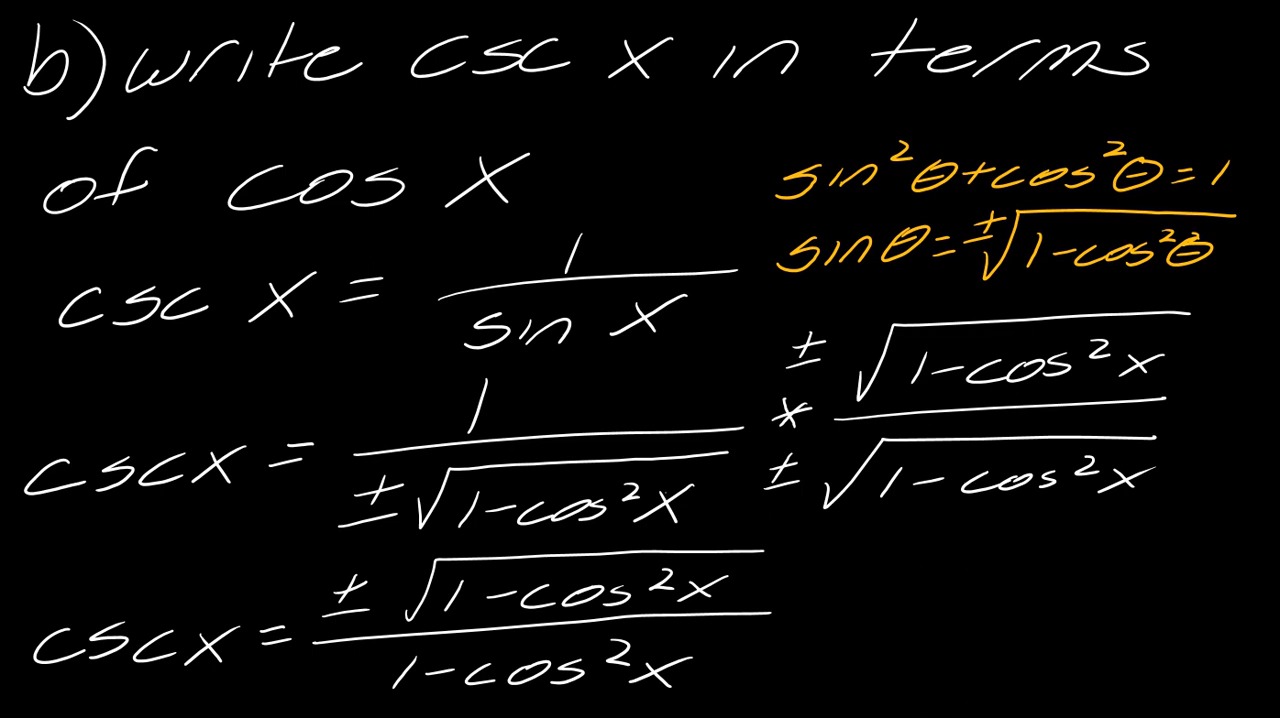 b) write csc x in terms
of cos x
sin²θ+cos²θ=1
sinθ=±√(1-cos²θ)
csc x = 1/(sin x)
cscx = 1/(±√(1-cos²x)) * (±√(1-cos²x))/(±√(1-cos²x))
cscx = (±√(1-cos²x))/(1-cos²x)